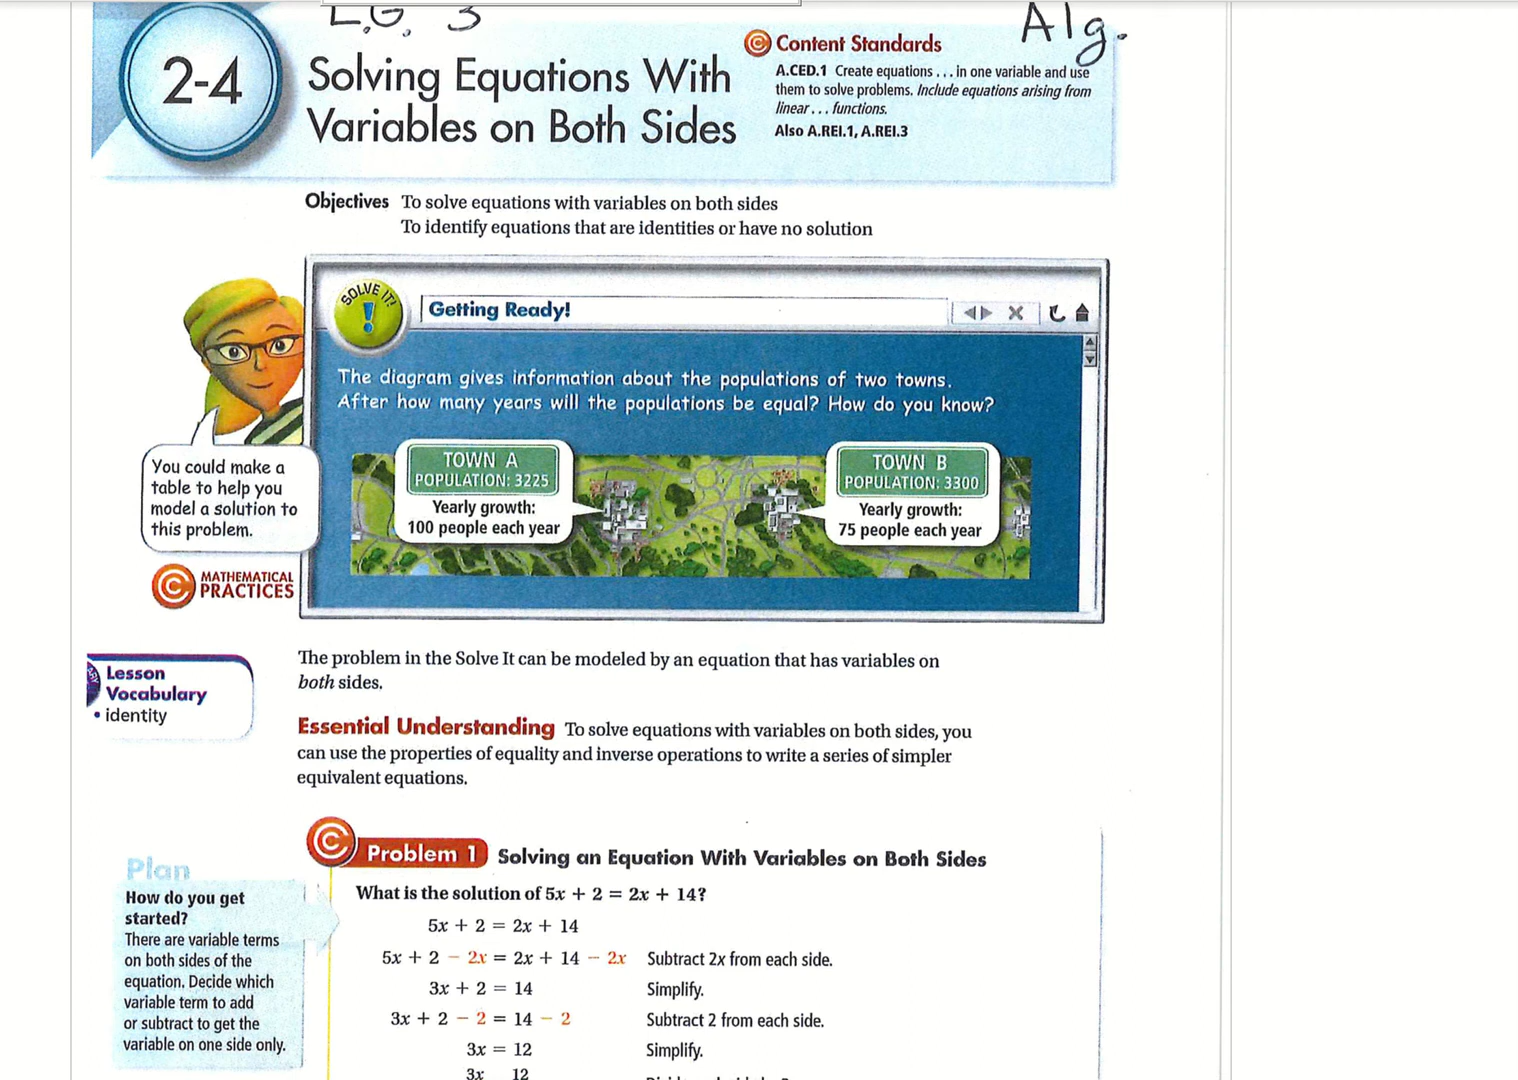 L.G. 3
Alg.
2-4
Solving Equations With
Variables on Both Sides
Content Standards
A.CED.1 Create equations . . . in one variable and use
them to solve problems. Include equations arising from
linear . . . functions.
Also A.REI.1, A.REI.3
Objectives To solve equations with variables on both sides
To identify equations that are identities or have no solution
SOLVE IT!
Getting Ready!
The diagram gives information about the populations of two towns.
After how many years will the populations be equal? How do you know?
TOWN A
POPULATION: 3225
Yearly growth:
100 people each year
TOWN B
POPULATION: 3300
Yearly growth:
75 people each year
You could make a
table to help you
model a solution to
this problem.
MATHEMATICAL
PRACTICES
Lesson
Vocabulary
• identity
The problem in the Solve It can be modeled by an equation that has variables on
both sides.
Essential Understanding To solve equations with variables on both sides, you
can use the properties of equality and inverse operations to write a series of simpler
equivalent equations.
Problem 1 Solving an Equation With Variables on Both Sides
Plan
How do you get
started?
There are variable terms
on both sides of the
equation. Decide which
variable term to add
or subtract to get the
variable on one side only.
What is the solution of 5x + 2 = 2x + 14?
5x + 2 = 2x + 14
5x + 2 − 2x = 2x + 14 − 2x Subtract 2x from each side.
3x + 2 = 14 Simplify.
3x + 2 − 2 = 14 − 2 Subtract 2 from each side.
3x = 12 Simplify.
3x 12